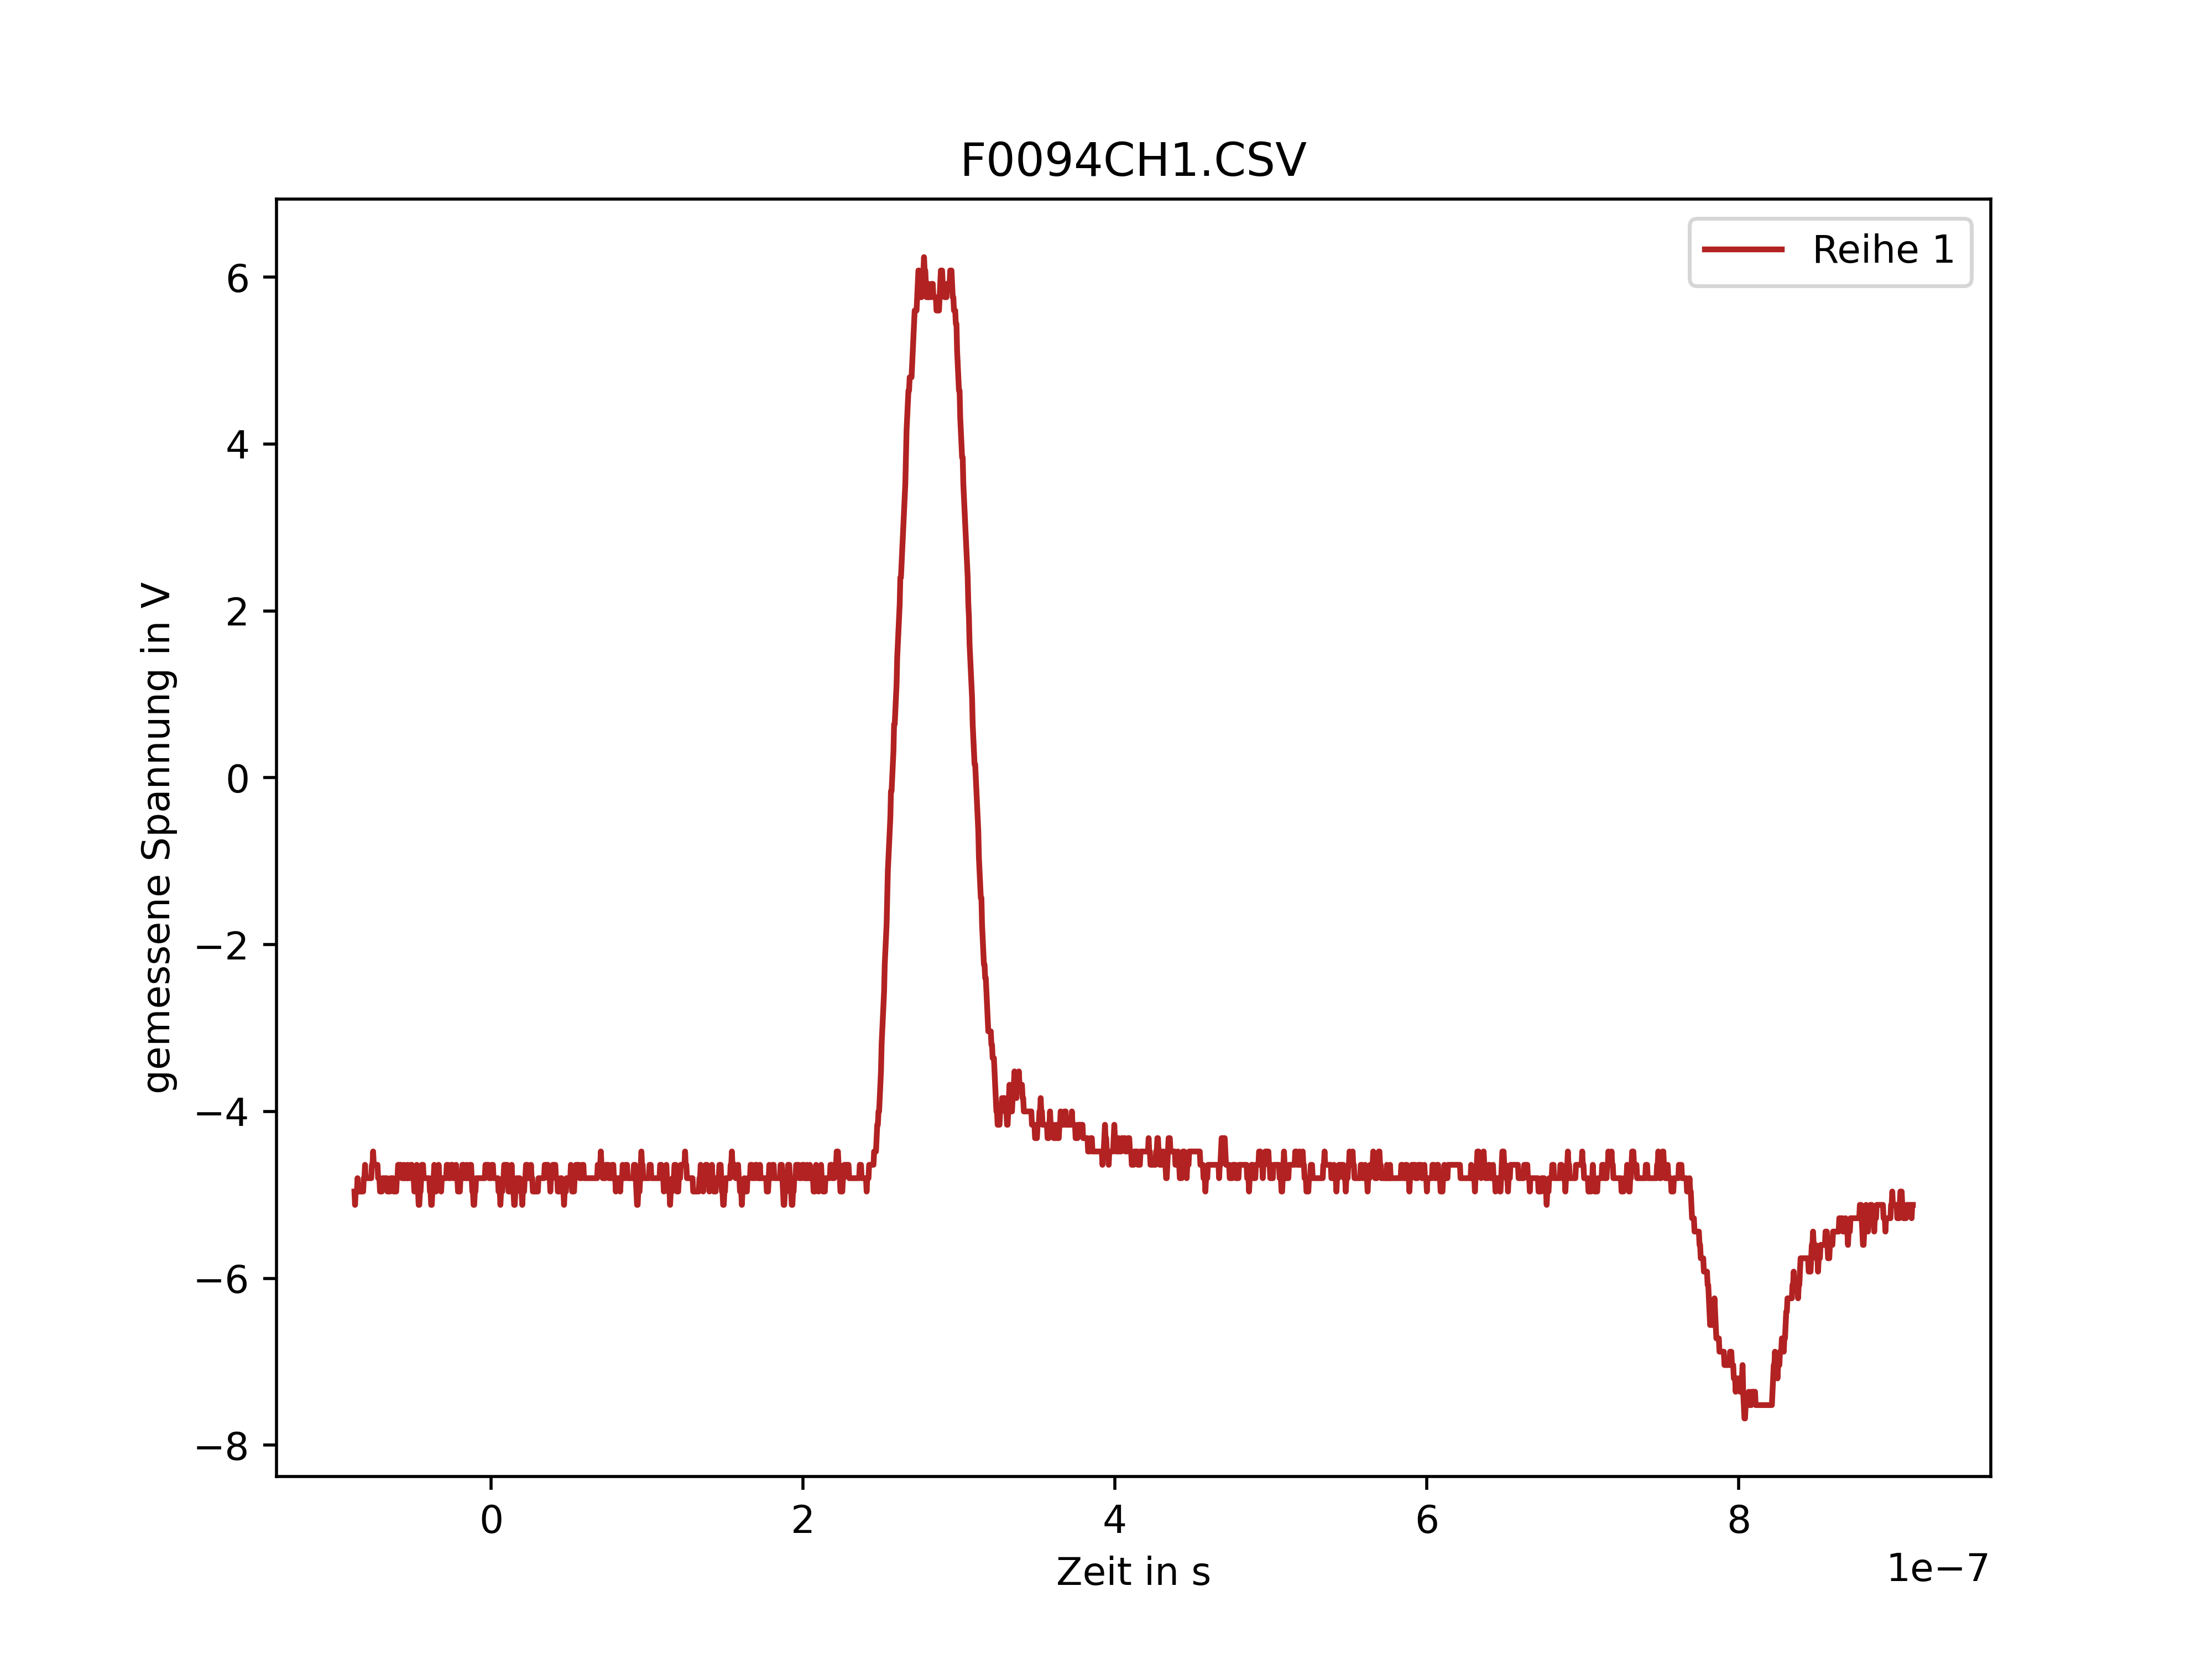 F0094CH1.CSV
Reihe 1
gemessene Spannung in V
6
4
2
0
−2
−4
−6
−8
0 2 4 6 8
Zeit in s
1e−7